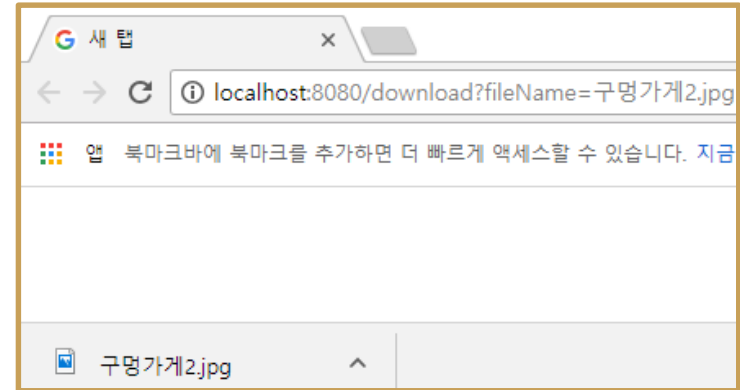 새 탭
localhost:8080/download?fileName=구멍가게2.jpg
앱 북마크바에 북마크를 추가하면 더 빠르게 액세스할 수 있습니다. 지금
구멍가게2.jpg